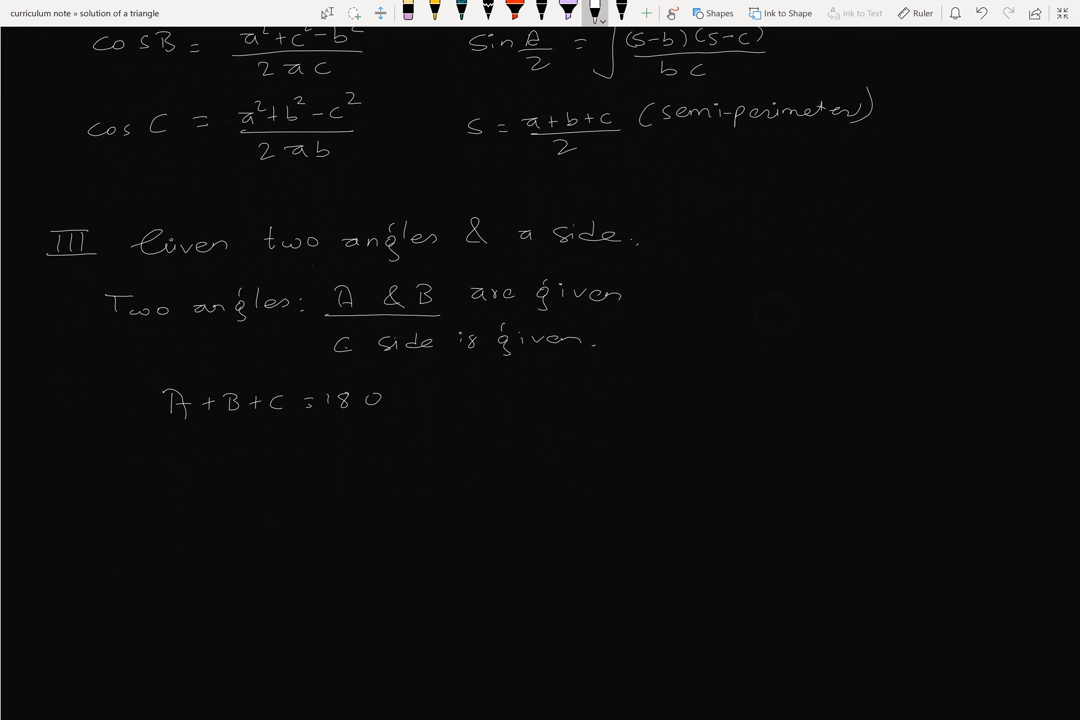 curriculum note » solution of a triangle
Shapes Ink to Shape Ink to Text Ruler
cos B = a²+c²-b² / 2ac
sin A/2 = √((s-b)(s-c) / bc)
cos C = a²+b²-c² / 2ab
s = a+b+c / 2 (semi-perimeter)
III Given two angles & a side.
Two angles: A & B are given
c side is given.
A+B+C = 180